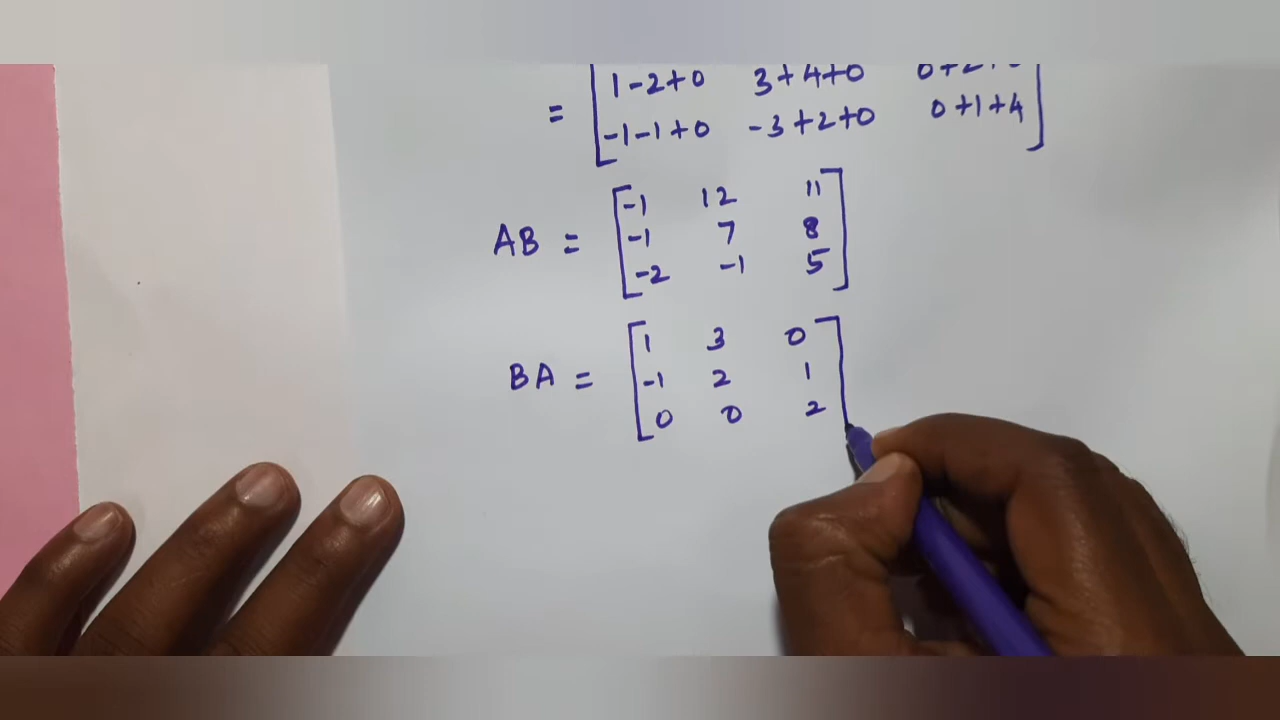 1-2+0 3+4+0
= -1-1+0 -3+2+0 0+1+4
-1 12 11
AB = -1 7 8
-2 -1 5
1 3 0
BA = -1 2 1
0 0 2